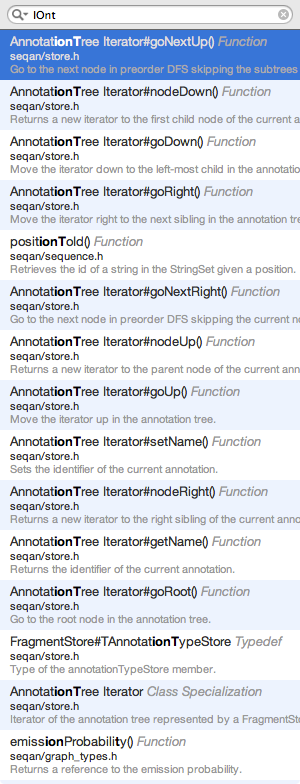 IOnt
AnnotationTree Iterator#goNextUp() Function
seqan/store.h
Go to the next node in preorder DFS skipping the subtrees
AnnotationTree Iterator#nodeDown() Function
seqan/store.h
Returns a new iterator to the first child node of the current a
AnnotationTree Iterator#goDown() Function
seqan/store.h
Move the iterator down to the left-most child in the annotation
AnnotationTree Iterator#goRight() Function
seqan/store.h
Move the iterator right to the next sibling in the annotation tre
positionToId() Function
seqan/sequence.h
Retrieves the id of a string in the StringSet given a position.
AnnotationTree Iterator#goNextRight() Function
seqan/store.h
Go to the next node in preorder DFS skipping the current n
AnnotationTree Iterator#nodeUp() Function
seqan/store.h
Returns a new iterator to the parent node of the current ann
AnnotationTree Iterator#goUp() Function
seqan/store.h
Move the iterator up in the annotation tree.
AnnotationTree Iterator#setName() Function
seqan/store.h
Sets the identifier of the current annotation.
AnnotationTree Iterator#nodeRight() Function
seqan/store.h
Returns a new iterator to the right sibling of the current anno
AnnotationTree Iterator#getName() Function
seqan/store.h
Returns the identifier of the current annotation.
AnnotationTree Iterator#goRoot() Function
seqan/store.h
Go to the root node in the annotation tree.
FragmentStore#TAnnotationTypeStore Typedef
seqan/store.h
Type of the annotationTypeStore member.
AnnotationTree Iterator Class Specialization
seqan/store.h
Iterator of the annotation tree represented by a FragmentSt
emissionProbability() Function
seqan/graph_types.h
Returns a reference to the emission probability.